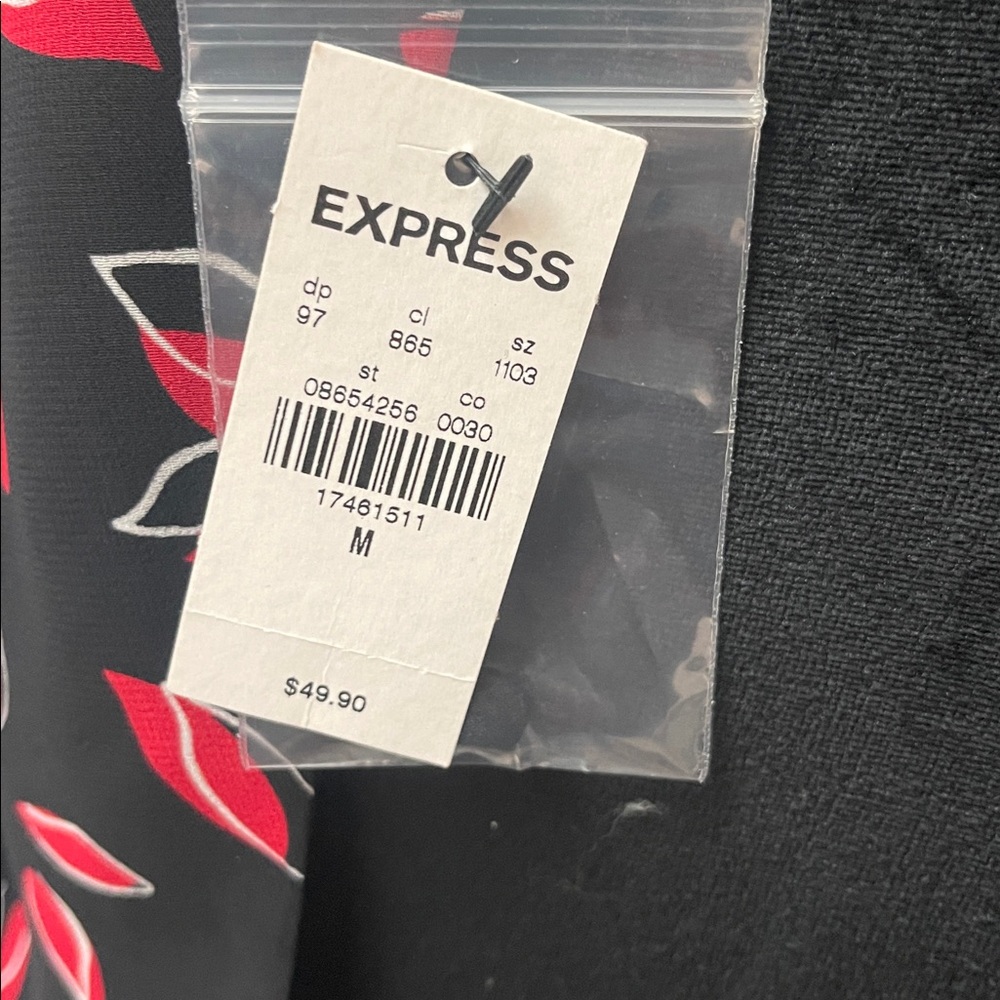 EXPRESS
dp cl sz
97 865 1103
st co
08654256 0030
17461511
M
$49.90